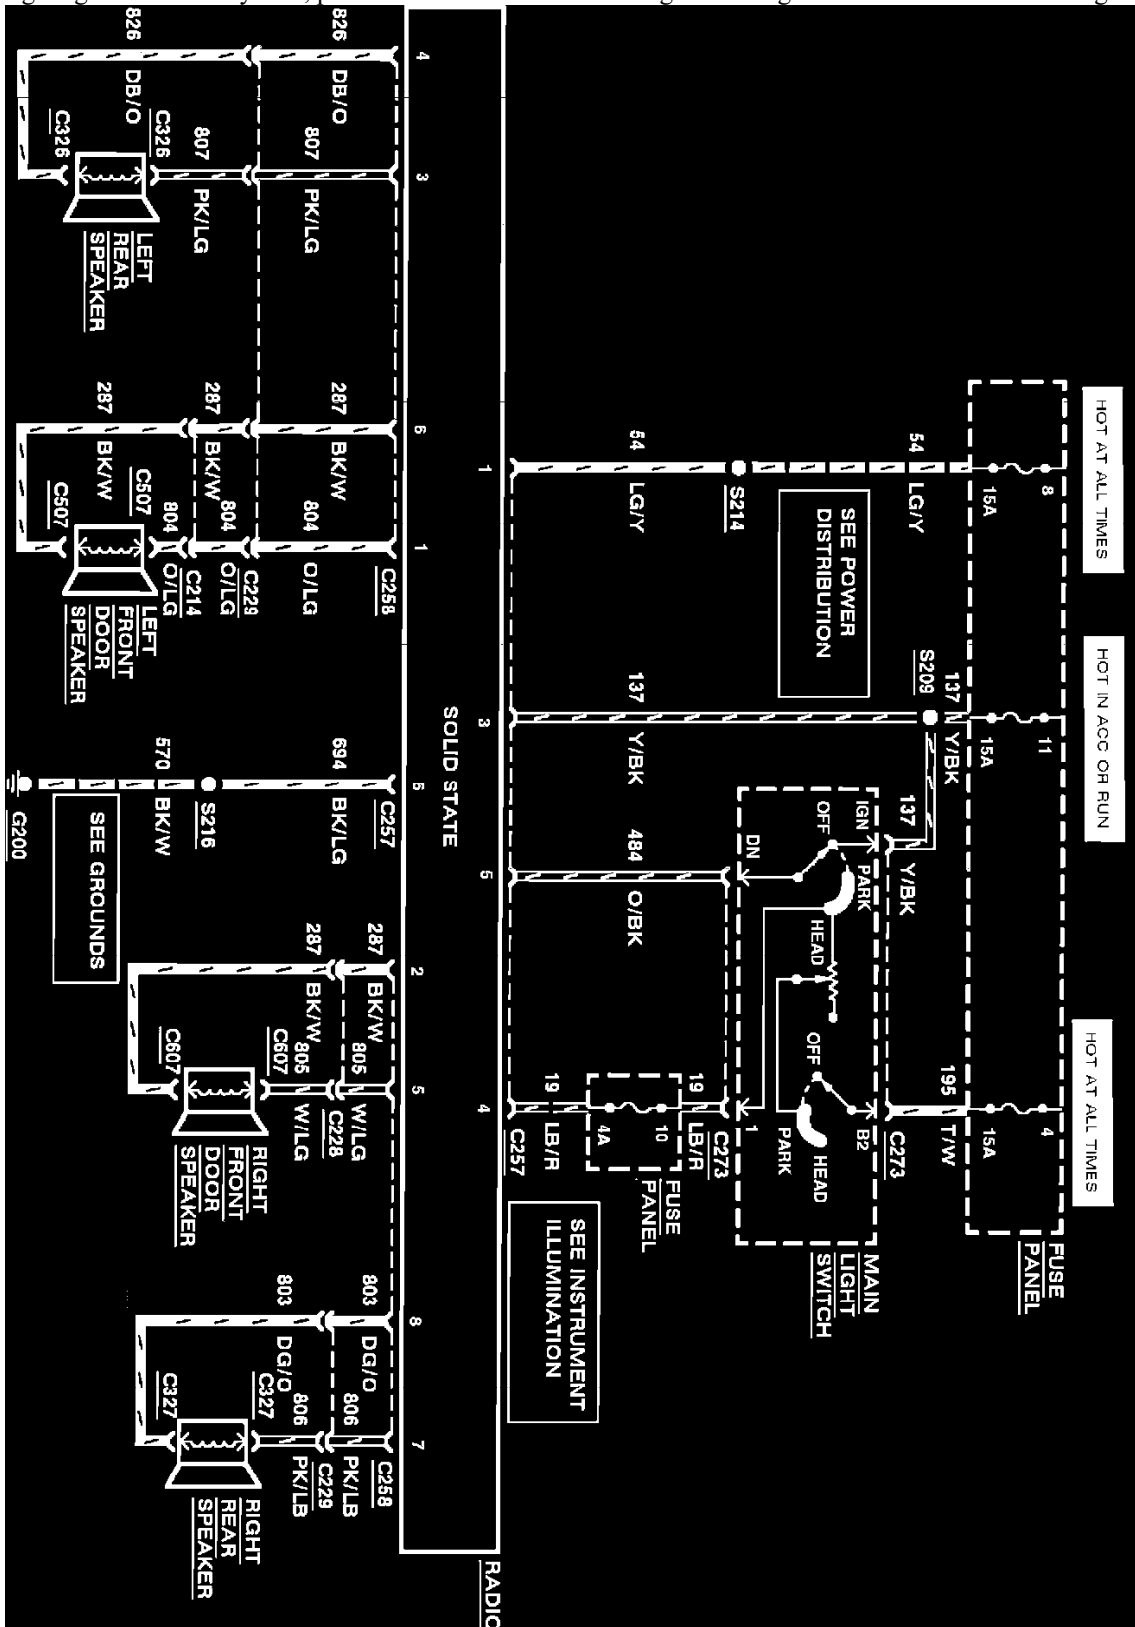 HOT AT ALL TIMES
HOT IN ACC OR RUN
HOT AT ALL TIMES
8
15A
11
15A
4
15A
FUSE
PANEL
54
LG/Y
S209
137
Y/BK
137
Y/BK
195
T/W
C273
SEE POWER
DISTRIBUTION
IGN
OFF
PARK
HEAD
DN
B2
OFF
HEAD
PARK
1
MAIN
LIGHT
SWITCH
S214
54
LG/Y
137
Y/BK
484
O/BK
19
LB/R
C273
10
4A
FUSE
PANEL
19
LB/R
C257
SEE INSTRUMENT
ILLUMINATION
1
3
5
4
RADIO
SOLID STATE
4
3
6
1
2
5
8
7
826
DB/O
807
PK/LG
287
BK/W
804
O/LG
C258
C257
694
BK/LG
287
BK/W
805
W/LG
803
DG/O
806
PK/LB
C258
826
DB/O
807
PK/LG
287
BK/W
804
O/LG
C229
287
BK/W
804
O/LG
C214
S216
570
BK/W
G200
SEE GROUNDS
287
BK/W
805
W/LG
C228
803
DG/O
806
PK/LB
C229
C326
C326
LEFT
REAR
SPEAKER
C507
C507
LEFT
FRONT
DOOR
SPEAKER
C607
C607
RIGHT
FRONT
DOOR
SPEAKER
C327
C327
RIGHT
REAR
SPEAKER